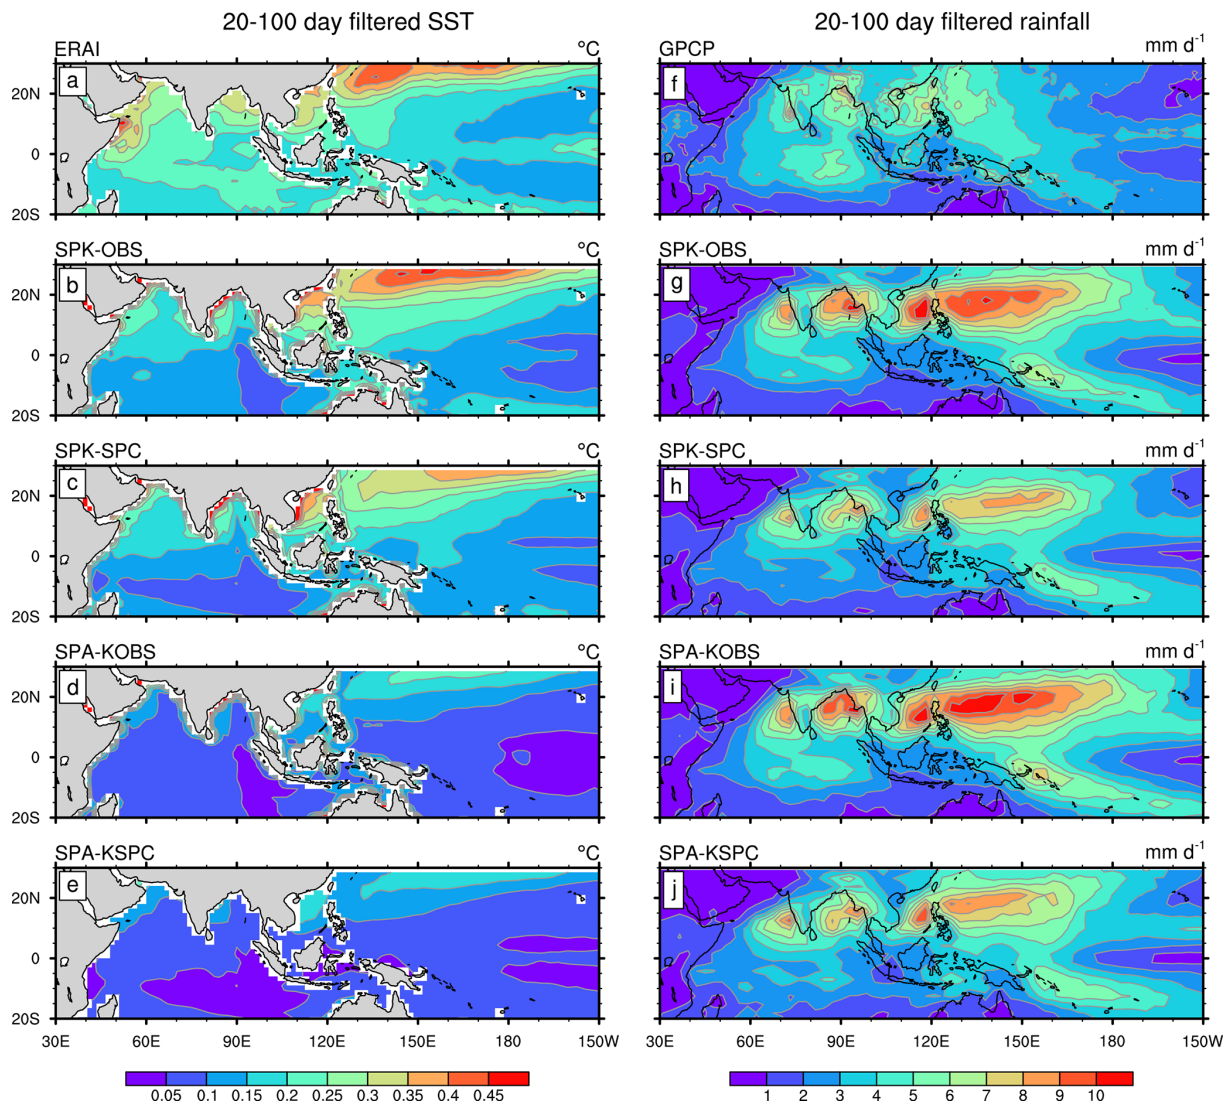 20-100 day filtered SST
20-100 day filtered rainfall
ERAI
°C
GPCP
mm d-1
a
f
20N
0
20S
SPK-OBS
°C
SPK-OBS
mm d-1
b
g
20N
0
20S
SPK-SPC
°C
SPK-SPC
mm d-1
c
h
20N
0
20S
SPA-KOBS
°C
SPA-KOBS
mm d-1
d
i
20N
0
20S
SPA-KSPC
°C
SPA-KSPC
mm d-1
e
j
20N
0
20S
30E 60E 90E 120E 150E 180 150W
30E 60E 90E 120E 150E 180 150W
0.05 0.1 0.15 0.2 0.25 0.3 0.35 0.4 0.45
1 2 3 4 5 6 7 8 9 10